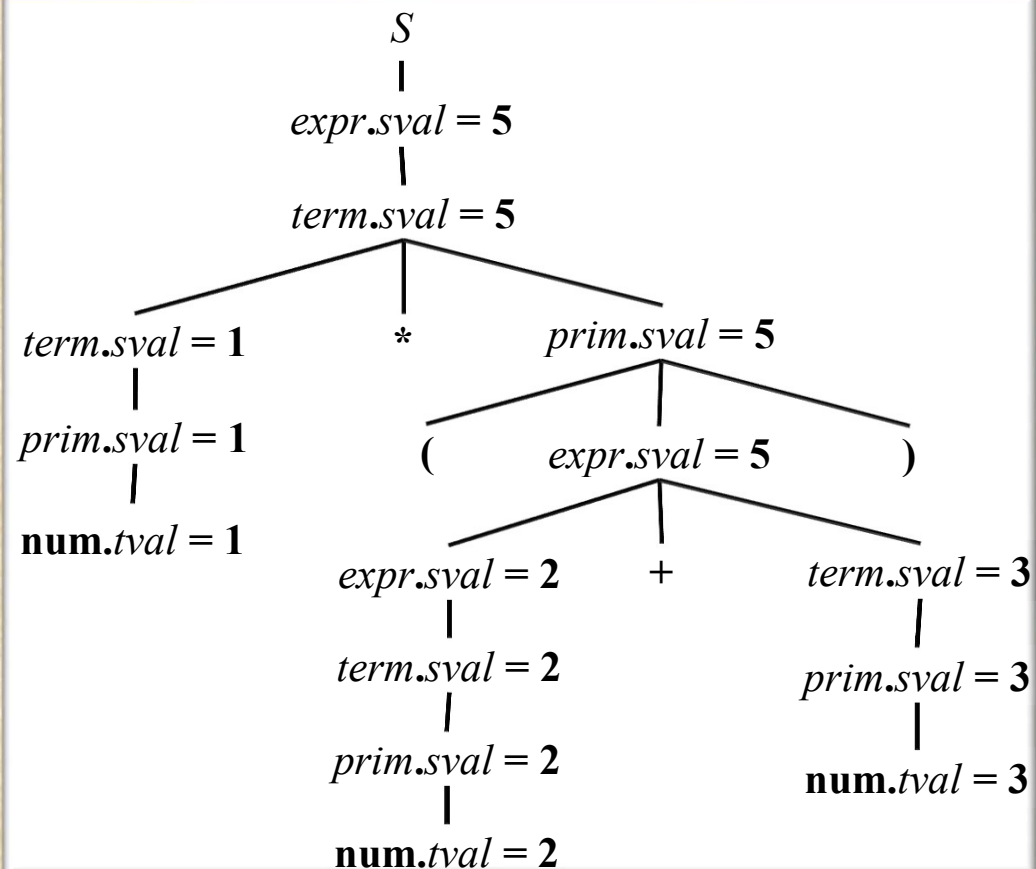 S
expr.sval = 5
term.sval = 5
term.sval = 1 * prim.sval = 5
prim.sval = 1 ( expr.sval = 5 )
num.tval = 1
expr.sval = 2 + term.sval = 3
term.sval = 2 prim.sval = 3
prim.sval = 2 num.tval = 3
num.tval = 2